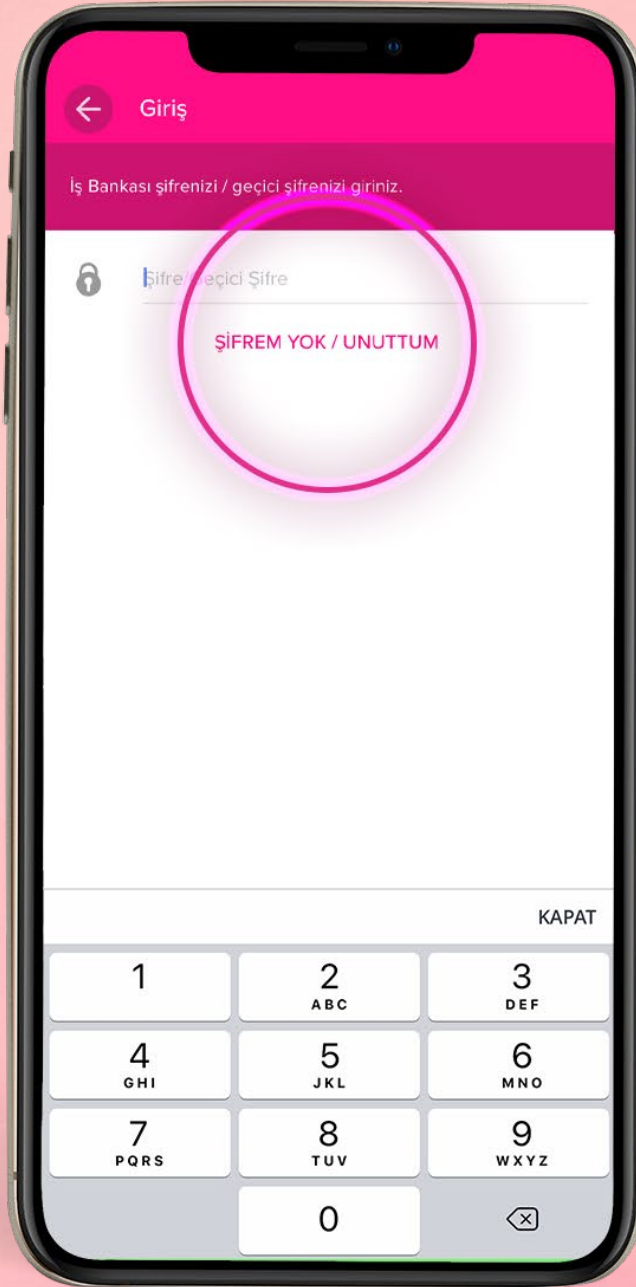 Giriş
İş Bankası şifrenizi / geçici şifrenizi giriniz.
Şifre/Geçici Şifre
ŞİFREM YOK / UNUTTUM
KAPAT
1
2
3
ABC
DEF
4
5
6
GHI
JKL
MNO
7
8
9
PQRS
TUV
WXYZ
0